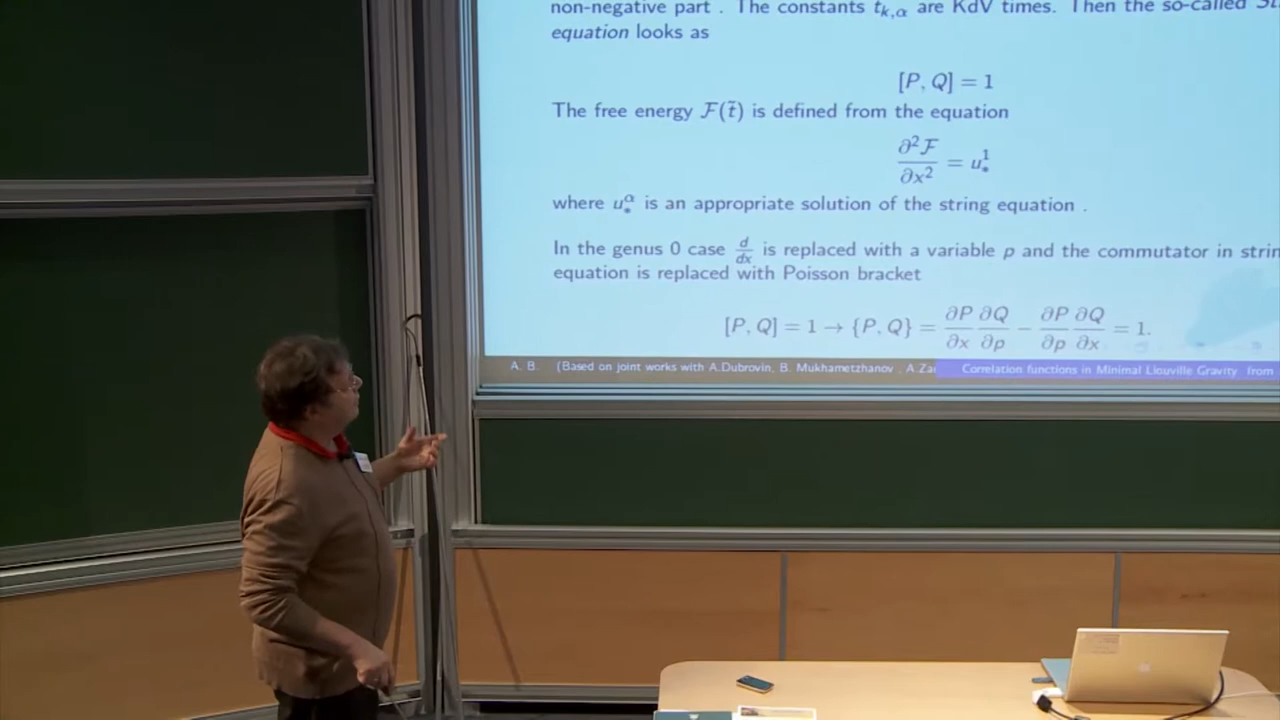 non-negative part . The constants t_{k,α} are KdV times. Then the so-called
equation looks as
[P, Q] = 1
The free energy ℱ(t̃) is defined from the equation
∂²ℱ/∂x² = u¹_*
where u^α_* is an appropriate solution of the string equation .
In the genus 0 case d/dx is replaced with a variable p and the commutator in
equation is replaced with Poisson bracket
[P, Q] = 1 → {P, Q} = ∂P/∂x ∂Q/∂p − ∂P/∂p ∂Q/∂x = 1.
A. B. (Based on joint works with A.Dubrovin, B. Mukhametzhanov , A.Za
Correlation functions in Minimal Liouville Gravity from